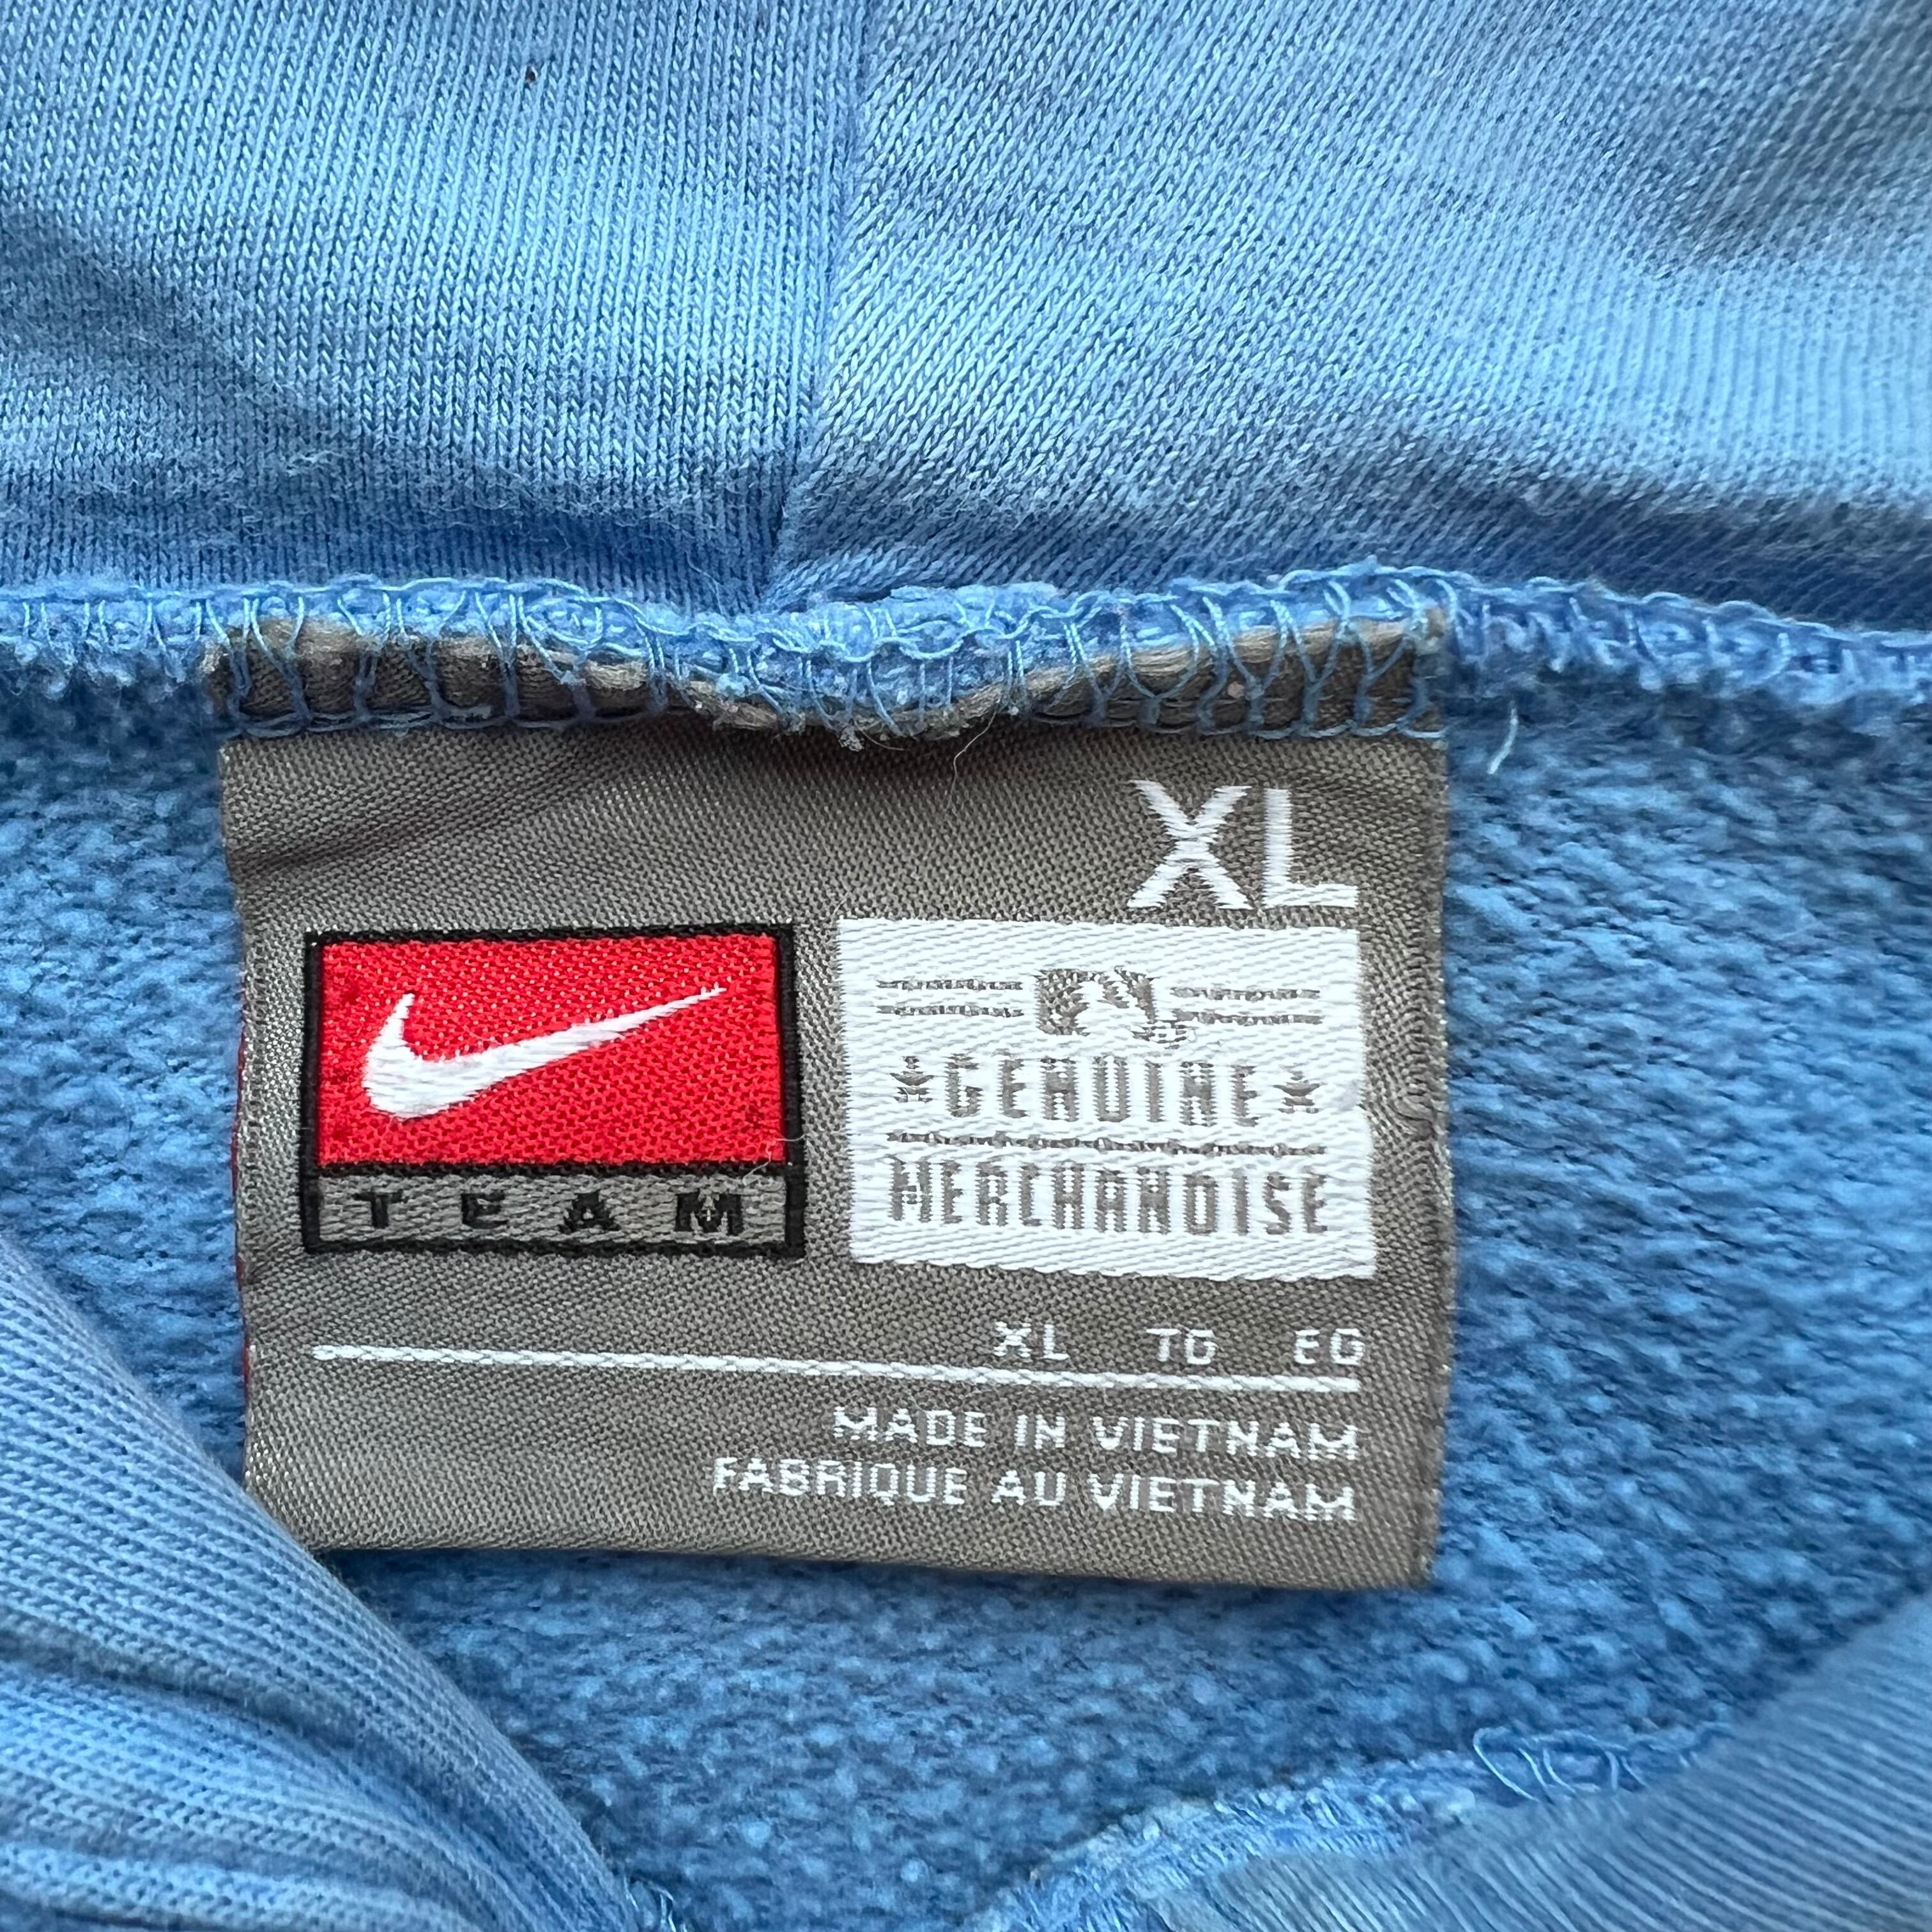 XL
TEAM
GENUINE
MERCHANDISE
XL TG EG
MADE IN VIETNAM
FABRIQUE AU VIETNAM